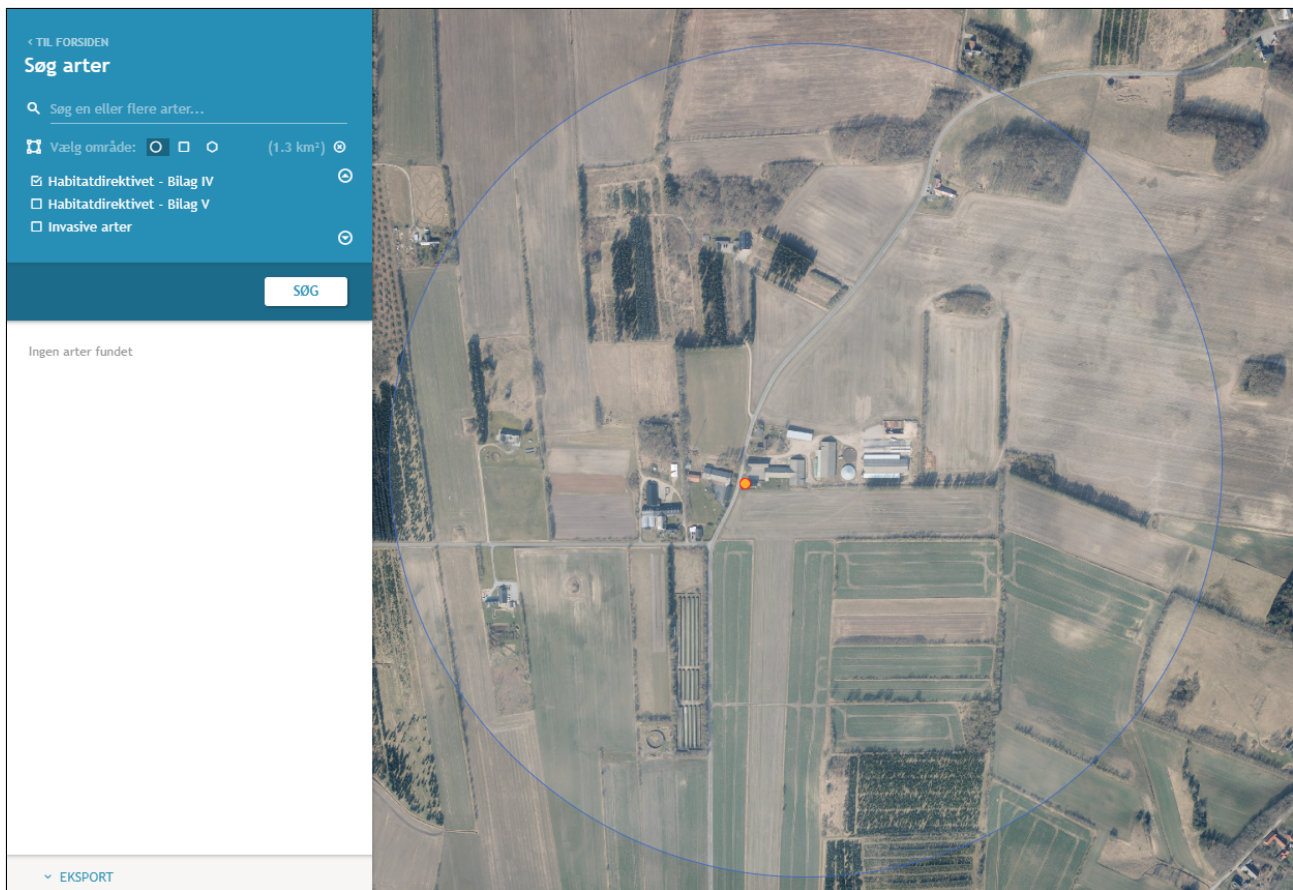 ‹ TIL FORSIDEN
Søg arter
Søg en eller flere arter...
Vælg område: (1.3 km²)
Habitatdirektivet - Bilag IV
Habitatdirektivet - Bilag V
Invasive arter
SØG
Ingen arter fundet
EKSPORT